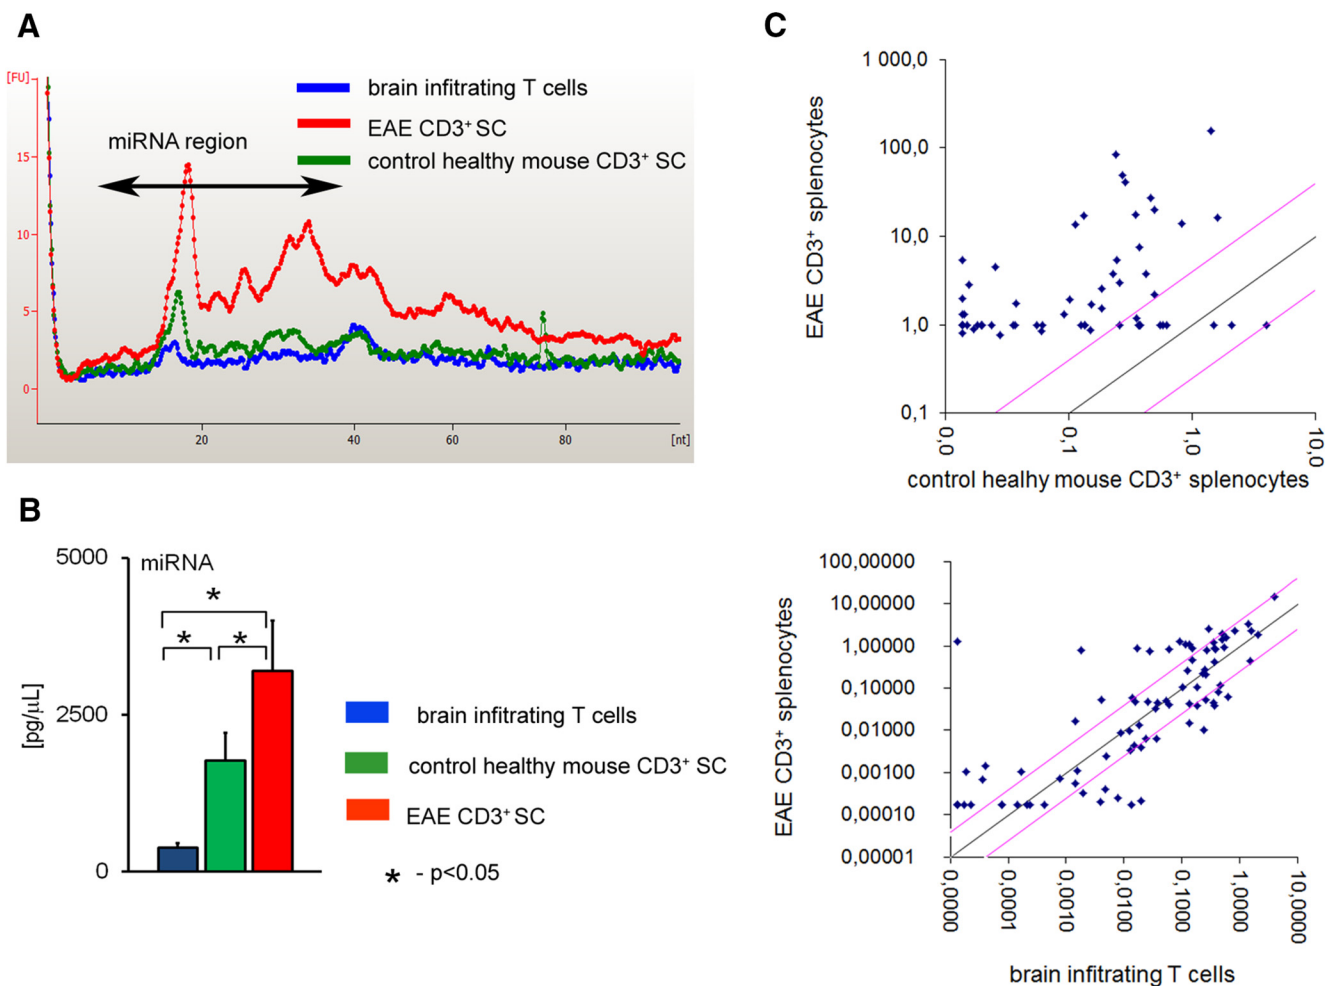 A
[FU]
15
10
5
0
miRNA region
brain infitrating T cells
EAE CD3+ SC
control healthy mouse CD3+ SC
20 40 60 80 [nt]
B
[pg/µL]
5000
2500
0
miRNA
*
* *
brain infitrating T cells
control healthy mouse CD3+ SC
EAE CD3+ SC
* - p<0.05
C
EAE CD3+ splenocytes
1 000,0
100,0
10,0
1,0
0,1
0,0 0,1 1,0 10,0
control healhy mouse CD3+ splenocytes
EAE CD3+ splenocytes
100,00000
10,00000
1,00000
0,10000
0,01000
0,00100
0,00010
0,00001
0,0000 0,0001 0,0010 0,0100 0,1000 1,0000 10,0000
brain infitrating T cells